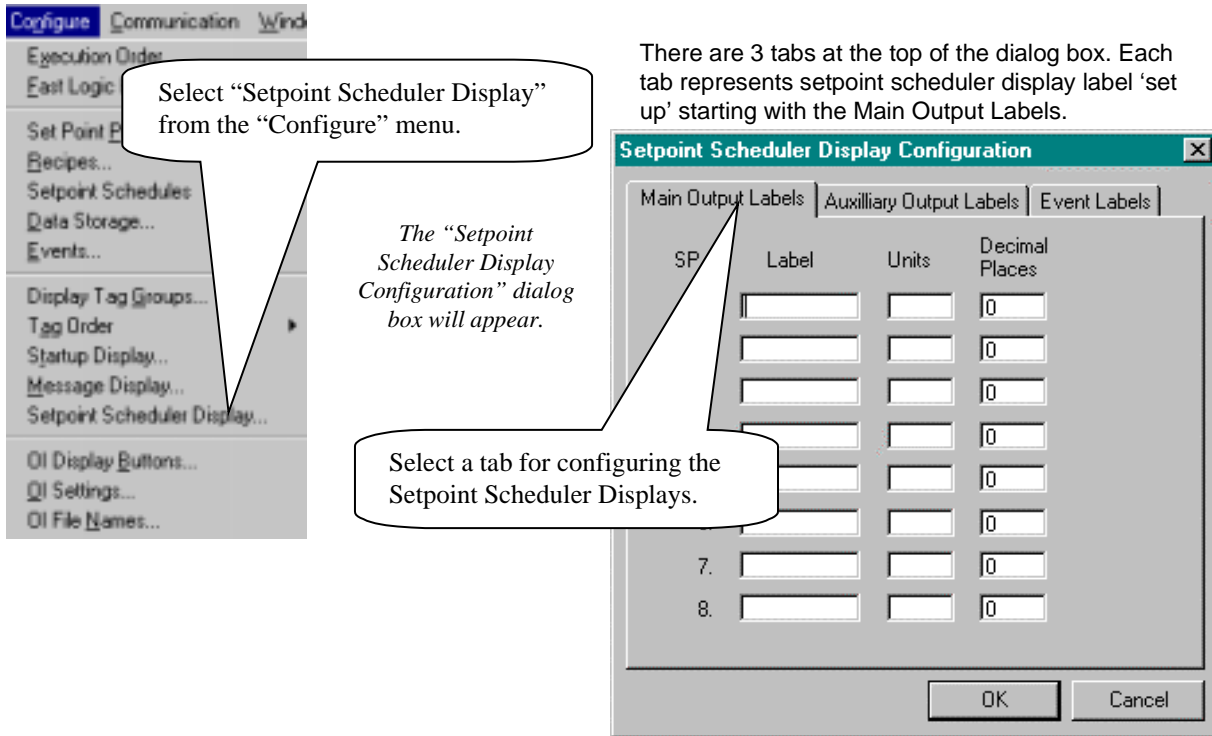 Configure Communication
Execution Order
Fast Logic
Select “Setpoint Scheduler Display”
from the “Configure” menu.
Set Point
Recipes...
Setpoint Schedules
Data Storage...
Events...
Display Tag Groups...
Tag Order
Startup Display...
Message Display...
Setpoint Scheduler Display...
OI Display Buttons...
OI Settings...
OI File Names...
The “Setpoint
Scheduler Display
Configuration” dialog
box will appear.
There are 3 tabs at the top of the dialog box. Each
tab represents setpoint scheduler display label ‘set
up’ starting with the Main Output Labels.
Setpoint Scheduler Display Configuration
Main Output Labels Auxilliary Output Labels Event Labels
SP Label Units Decimal
Places
0
0
0
0
0
0
7. 0
8. 0
Select a tab for configuring the
Setpoint Scheduler Displays.
OK Cancel